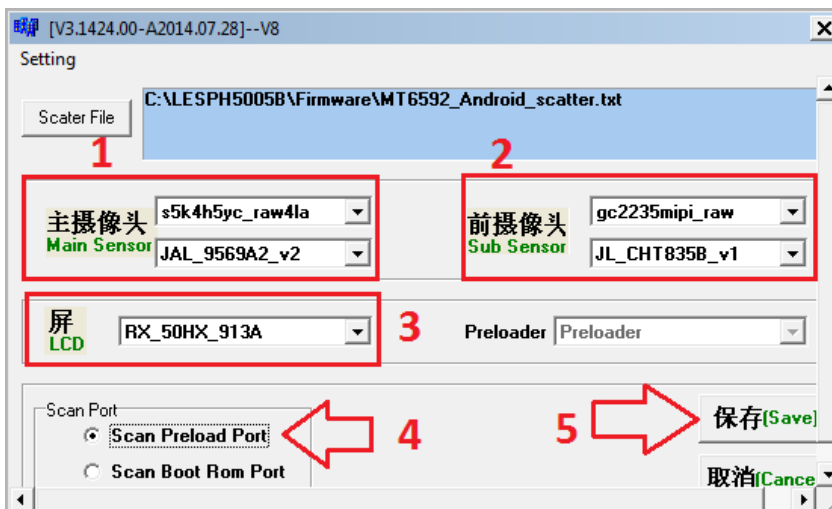 [V3.1424.00-A2014.07.28]--V8
Setting
Scater File
C:\LESPH5005B\Firmware\MT6592_Android_scatter.txt
1
2
主摄像头
Main Sensor
s5k4h5yc_raw4la
JAL_9569A2_v2
前摄像头
Sub Sensor
gc2235mipi_raw
JL_CHT835B_v1
屏
LCD
RX_50HX_913A
3
Preloader
Preloader
Scan Port
Scan Preload Port
4
5
保存(Save)
Scan Boot Rom Port
取消(Cance